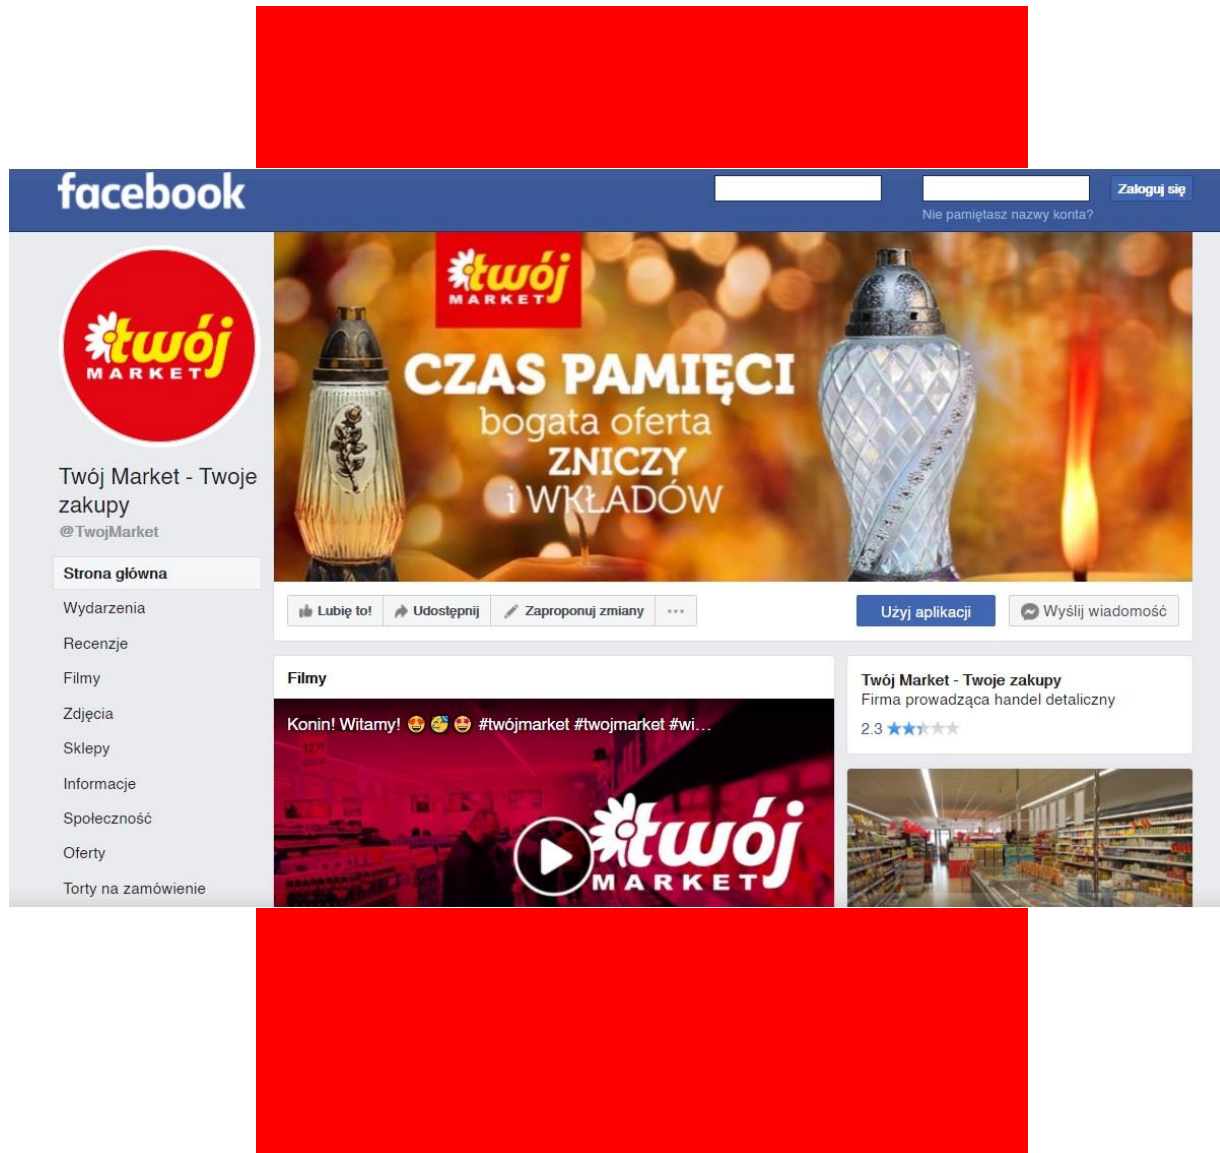 facebook
Zaloguj się
Nie pamiętasz nazwy konta?
twój
MARKET
Twój Market - Twoje
zakupy
@TwojMarket
Strona główna
Wydarzenia
Recenzje
Filmy
Zdjęcia
Sklepy
Informacje
Społeczność
Oferty
Torty na zamówienie
twój
MARKET
CZAS PAMIĘCI
bogata oferta
ZNICZY
i WKŁADÓW
Lubię to! Udostępnij Zaproponuj zmiany ...
Użyj aplikacji Wyślij wiadomość
Filmy
Konin! Witamy! 🤩 🥳 🤩 #twójmarket #twojmarket #wi...
twój
MARKET
Twój Market - Twoje zakupy
Firma prowadząca handel detaliczny
2.3